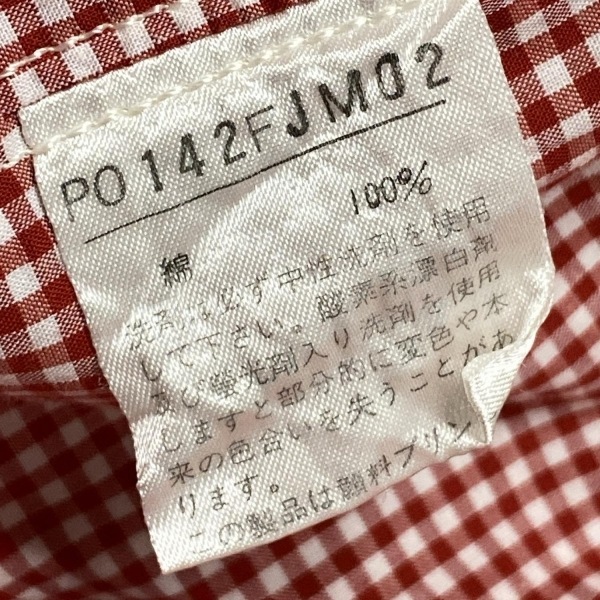 PO142FJM02
綿 100%
洗剤は必ず中性洗剤を使用
して下さい。酸素系漂白剤
及び螢光剤入り洗剤を使用
しますと部分的に変色や本
来の色合いを失うことがあ
ります。
この製品は顔料プリン